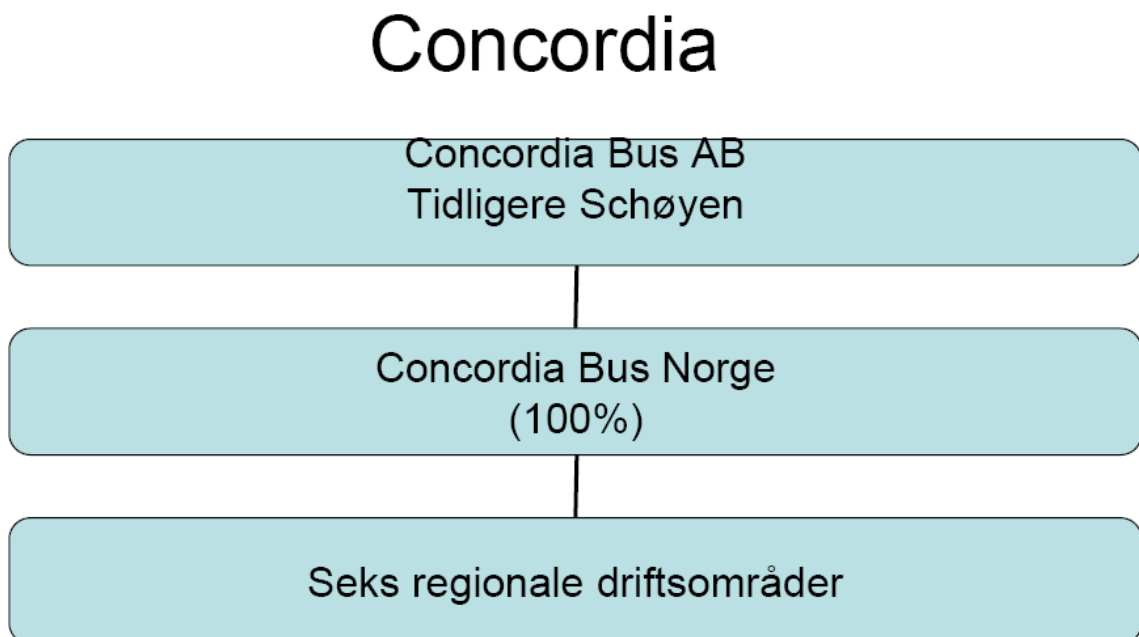 Concordia
Concordia Bus AB
Tidligere Schøyen
Concordia Bus Norge
(100%)
Seks regionale driftsområder